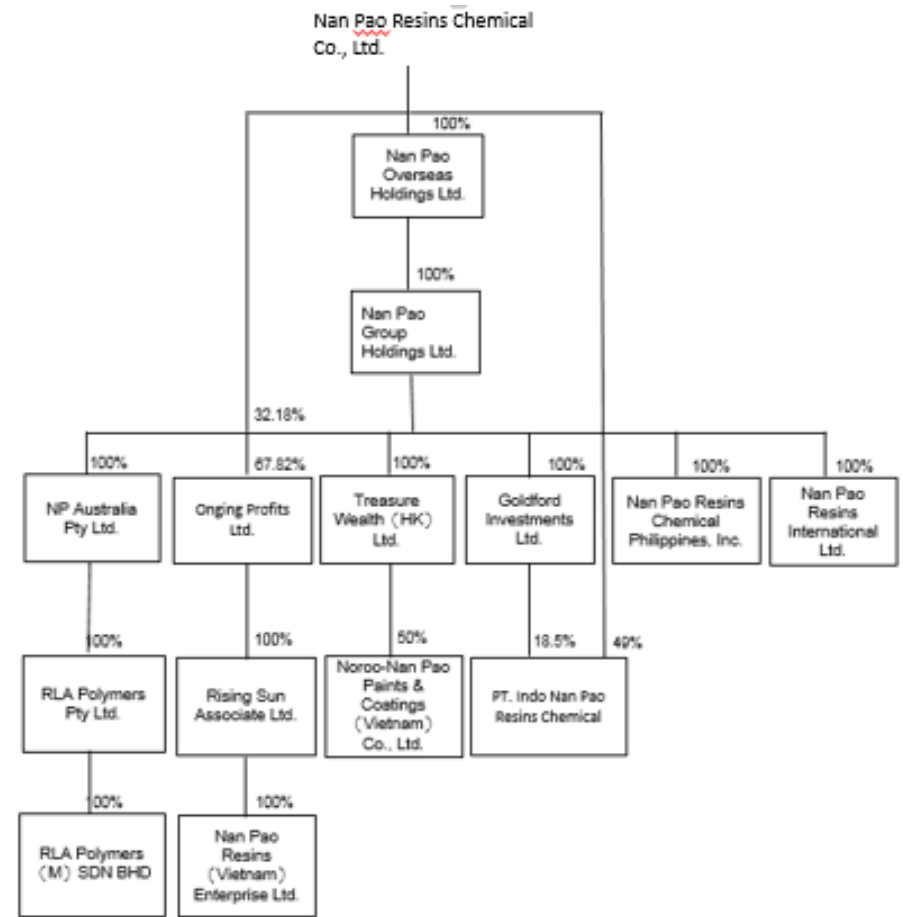 Nan Pao Resins Chemical
Co., Ltd.
100%
Nan Pao
Overseas
Holdings Ltd.
100%
Nan Pao
Group
Holdings Ltd.
32.18%
100%
67.82%
100%
100%
100%
100%
NP Australia
Pty Ltd.
Onging Profits
Ltd.
Treasure
Wealth (HK)
Ltd.
Goldford
Investments
Ltd.
Nan Pao Resins
Chemical
Philippines, Inc.
Nan Pao
Resins
International
Ltd.
100%
100%
50%
18.5%
49%
RLA Polymers
Pty Ltd.
Rising Sun
Associate Ltd.
Noroo-Nan Pao
Paints &
Coatings
(Vietnam)
Co., Ltd.
PT. Indo Nan Pao
Resins Chemical
100%
100%
RLA Polymers
(M) SDN BHD
Nan Pao
Resins
(Vietnam)
Enterprise Ltd.